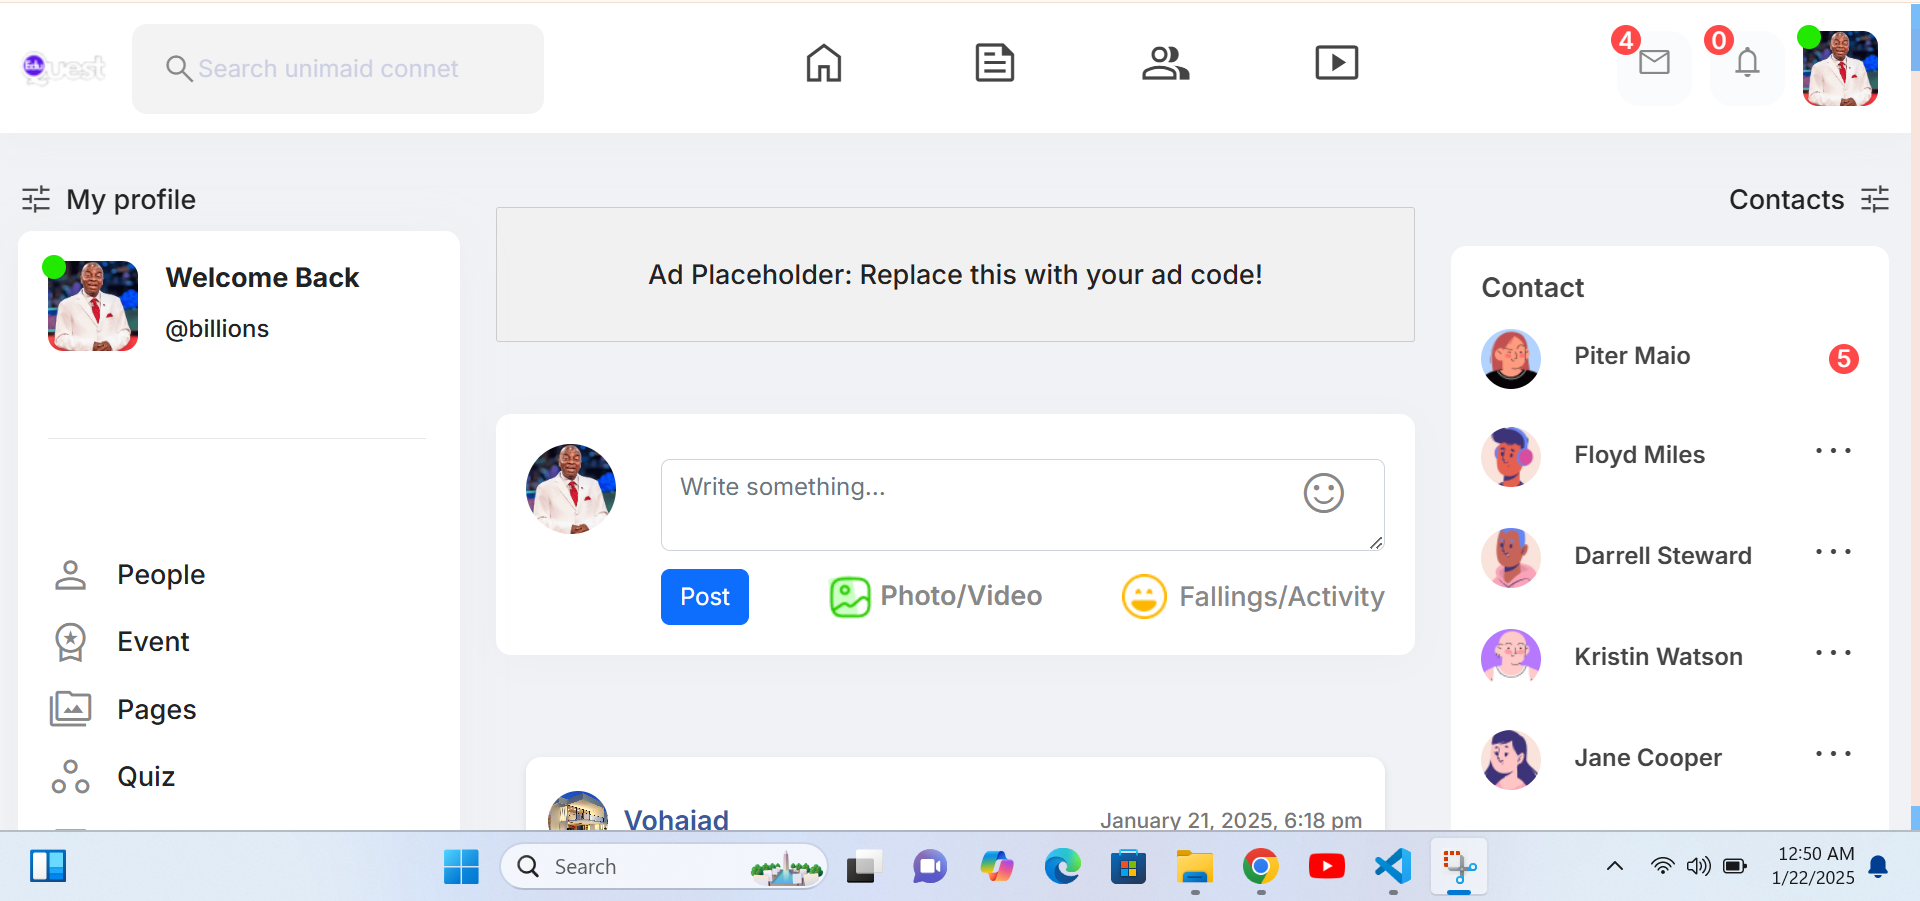 Edu
Quest
Search unimaid connet
4
0
My profile
Contacts
Welcome Back
@billions
Ad Placeholder: Replace this with your ad code!
Contact
Piter Maio
5
Floyd Miles
Darrell Steward
Kristin Watson
Jane Cooper
Write something...
Post
Photo/Video
Fallings/Activity
People
Event
Pages
Quiz
Vohaiad
January 21, 2025, 6:18 pm
Search
12:50 AM
1/22/2025